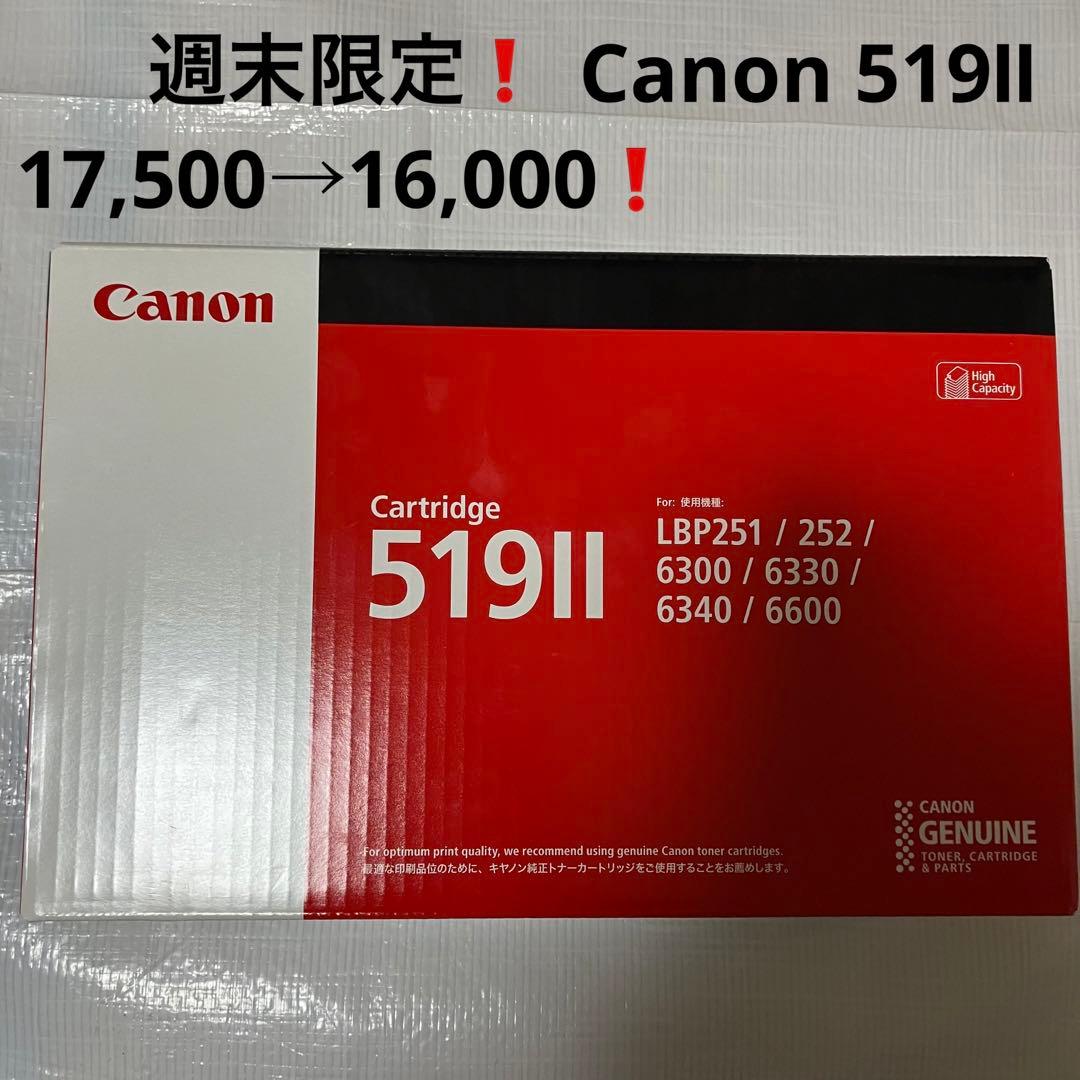 週末限定❗ Canon 519II
17,500→16,000❗
Canon
High
Capacity
Cartridge
519II
For: 使用機種:
LBP251 / 252 /
6300 / 6330 /
6340 / 6600
CANON
GENUINE
TONER, CARTRIDGE
& PARTS
For optimum print quality, we recommend using genuine Canon toner cartridges.
最適な印刷品位のために、キヤノン純正トナーカートリッジをご使用することをお薦めします。